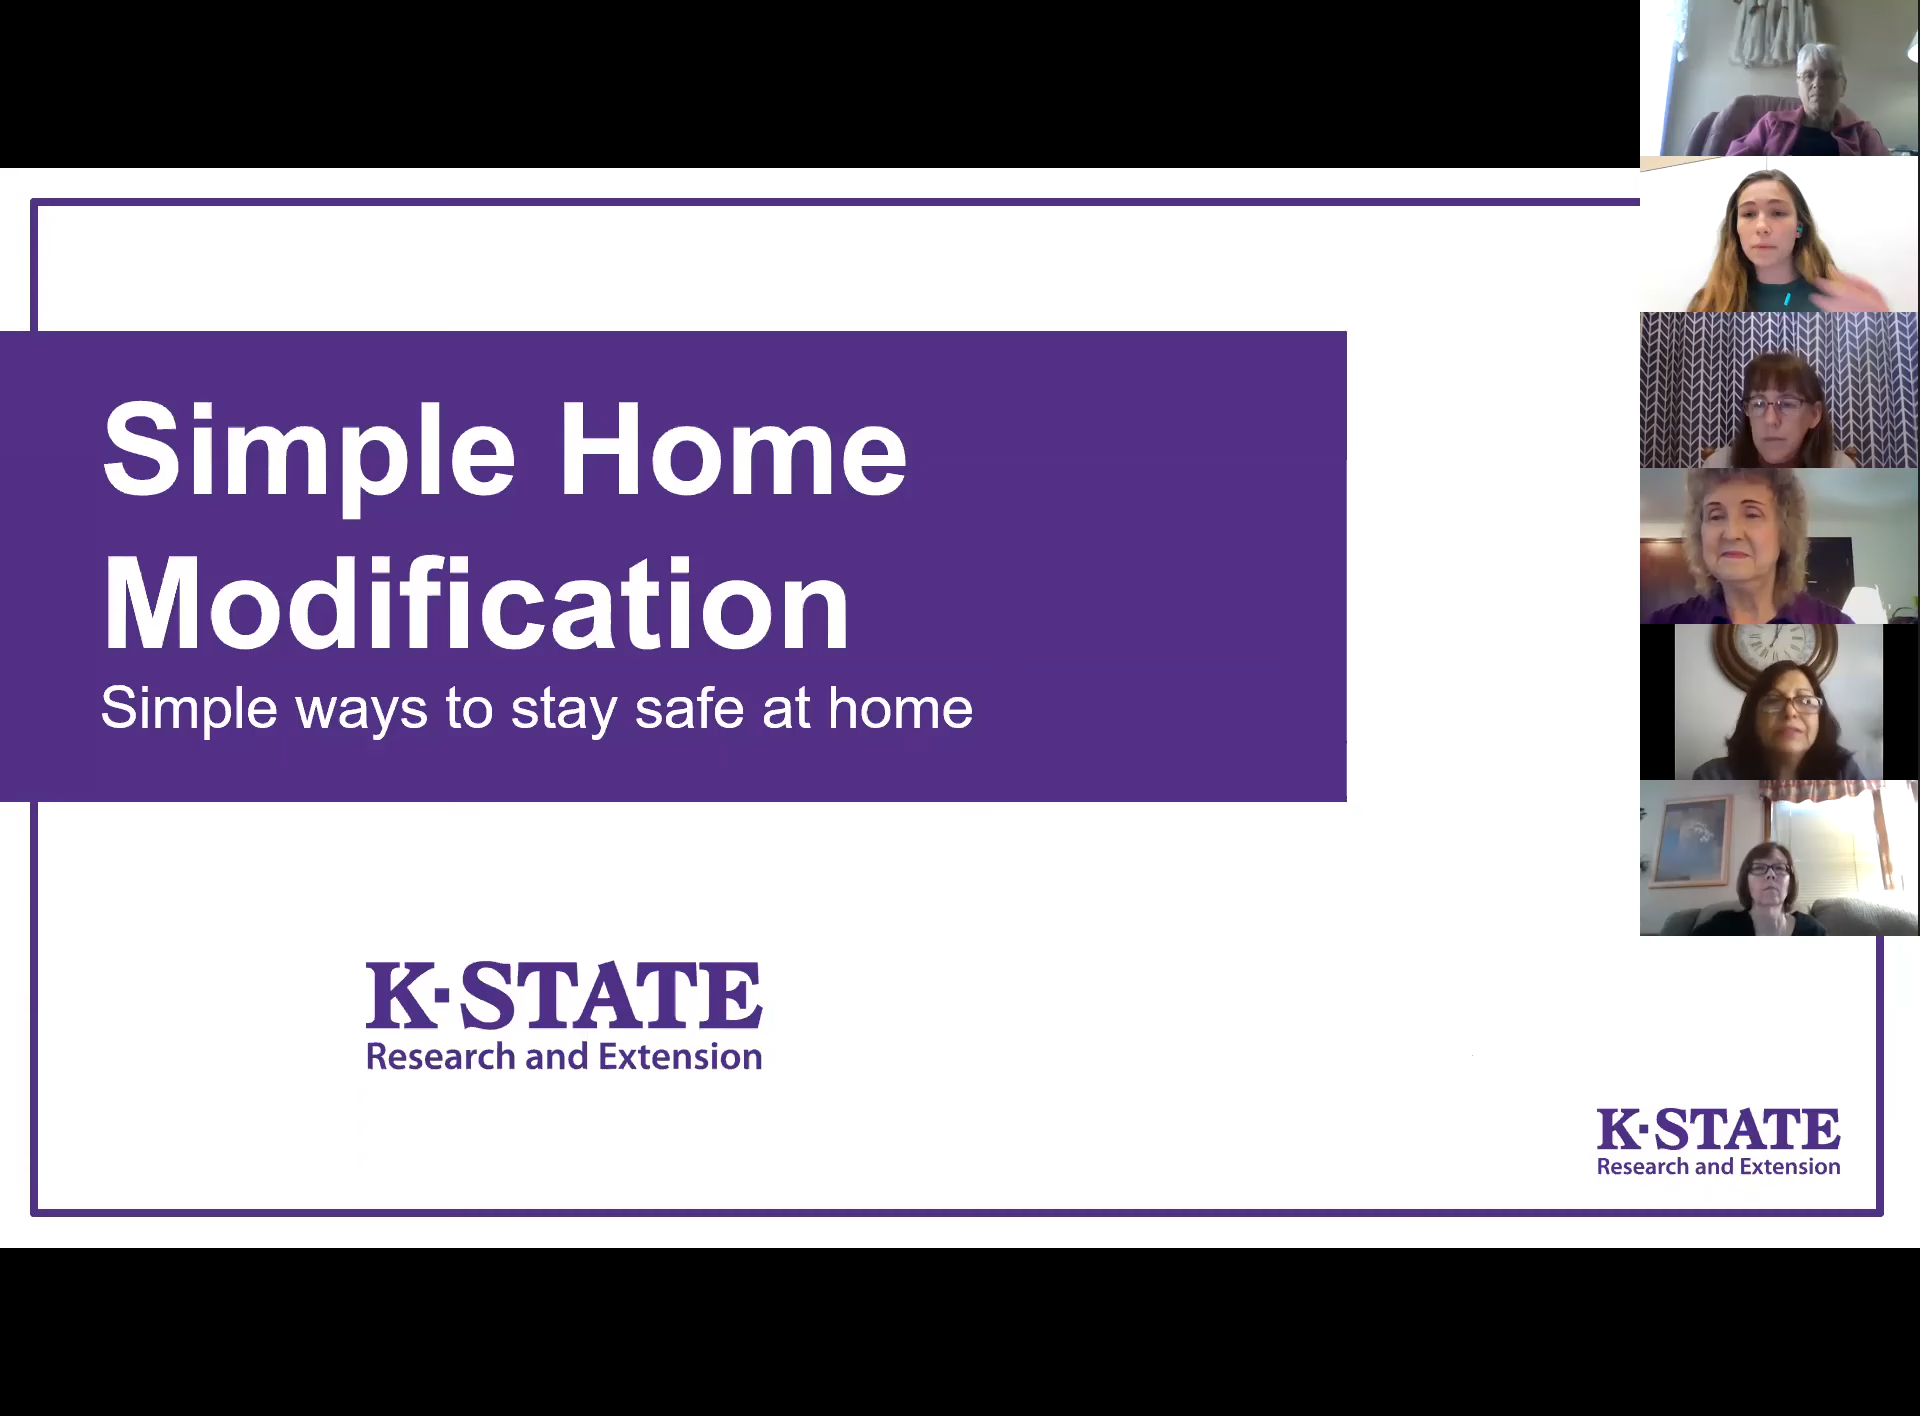 Simple Home
Modification
Simple ways to stay safe at home
K·STATE
Research and Extension
K·STATE
Research and Extension